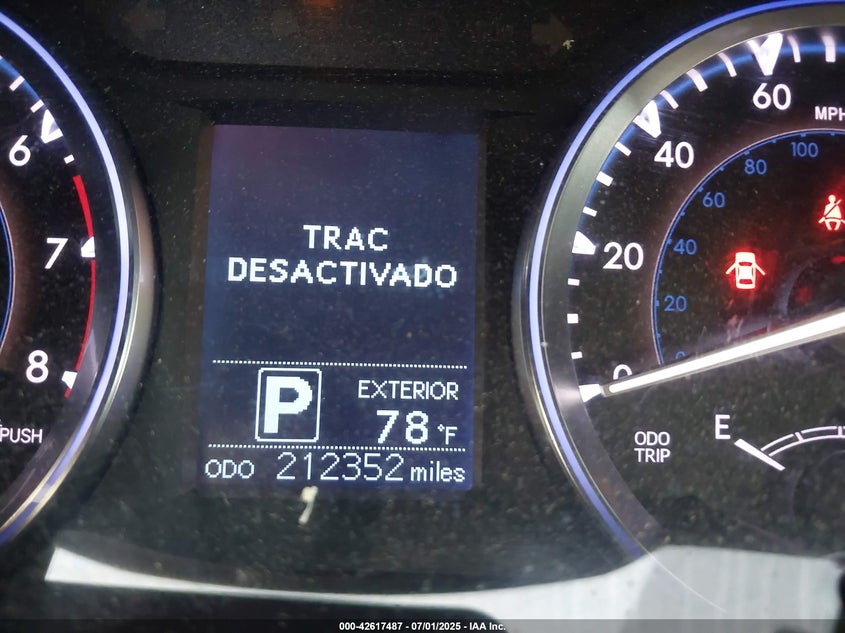 TRAC
DESACTIVADO
P
EXTERIOR
78 °F
ODO 212352 miles
6
7
8
PUSH
60
MPH
40
20
0
100
80
60
40
20
0
ODO
TRIP
E
000-42617487 - 07/01/2025 - IAA Inc.